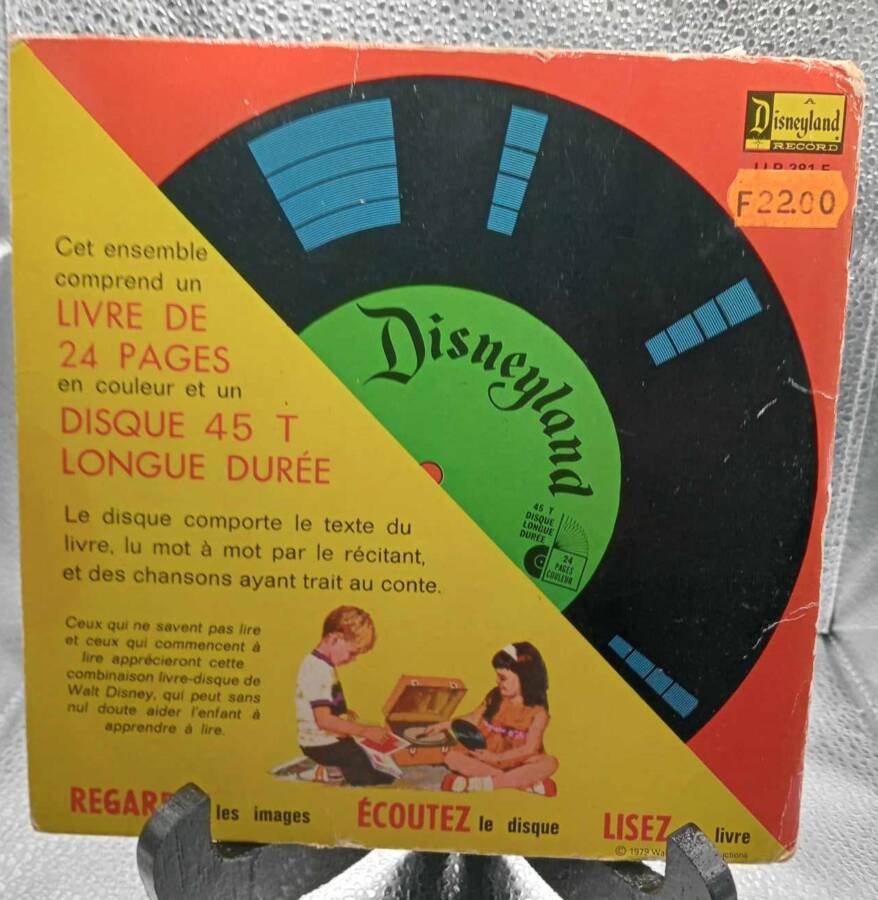 A
Disneyland
RECORD
F22.00
Cet ensemble
comprend un
LIVRE DE
24 PAGES
en couleur et un
DISQUE 45 T
LONGUE DURÉE
Le disque comporte le texte du
livre, lu mot à mot par le récitant,
et des chansons ayant trait au conte.
Ceux qui ne savent pas lire
et ceux qui commencent à
lire apprécieront cette
combinaison livre-disque de
Walt Disney, qui peut sans
nul doute aider l'enfant à
apprendre à lire.
Disneyland
45 T
DISQUE
LONGUE
DURÉE
24
PAGES
COULEUR
les images ÉCOUTEZ le disque LISEZ livre
© 1979